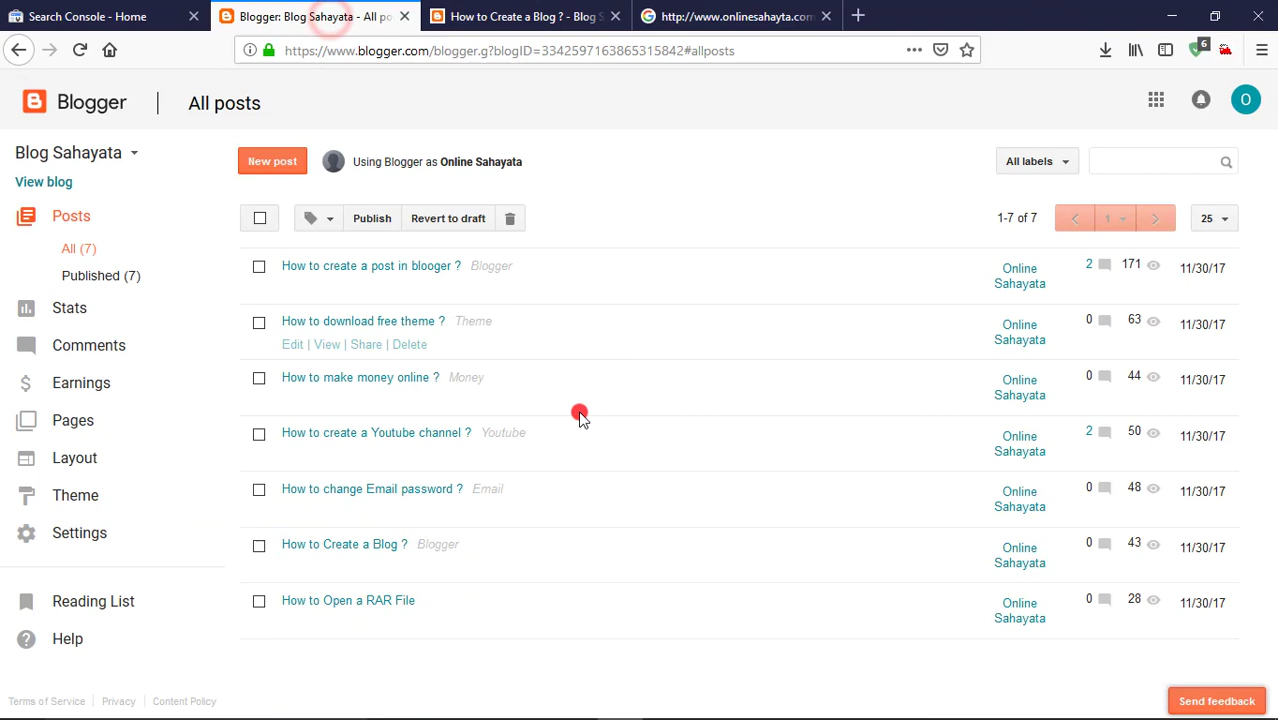 Search Console - Home
Blogger: Blog Sahayata - All po
How to Create a Blog ? - Blog S
http://www.onlinesahayta.com
https://www.blogger.com/blogger.g?blogID=3342597163865315842#allposts
6
Blogger
All posts
O
Blog Sahayata
View blog
New post
Using Blogger as Online Sahayata
All labels
Posts
All (7)
Published (7)
Stats
Comments
Earnings
Pages
Layout
Theme
Settings
Reading List
Help
Publish
Revert to draft
1-7 of 7
1
25
How to create a post in blooger ? Blogger
Online
Sahayata
2
171
11/30/17
How to download free theme ? Theme
Edit | View | Share | Delete
Online
Sahayata
0
63
11/30/17
How to make money online ? Money
Online
Sahayata
0
44
11/30/17
How to create a Youtube channel ? Youtube
Online
Sahayata
2
50
11/30/17
How to change Email password ? Email
Online
Sahayata
0
48
11/30/17
How to Create a Blog ? Blogger
Online
Sahayata
0
43
11/30/17
How to Open a RAR File
Online
Sahayata
0
28
11/30/17
Terms of Service | Privacy | Content Policy
Send feedback